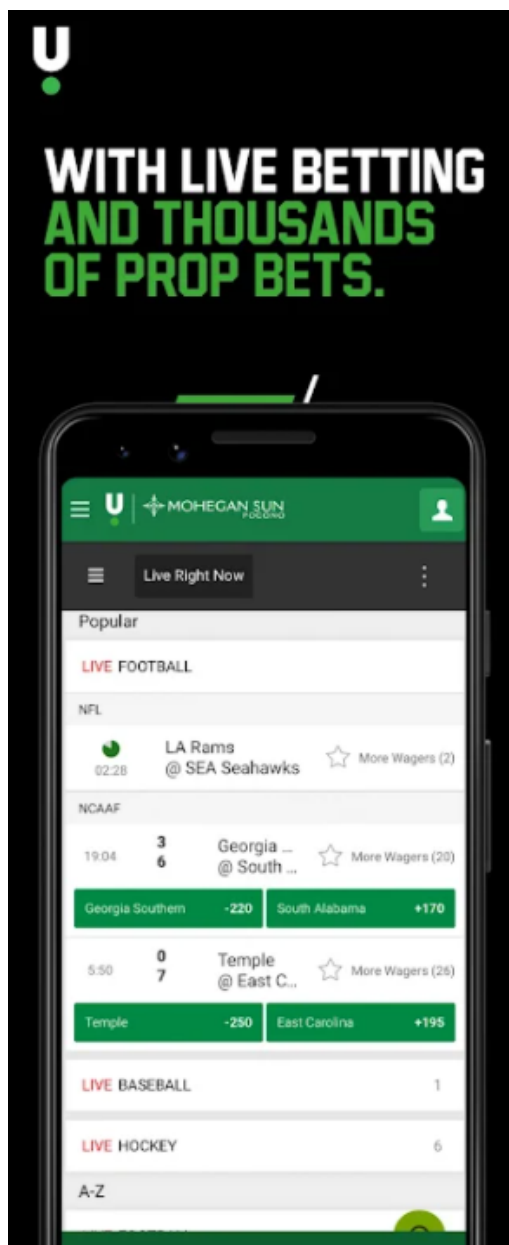 U
WITH LIVE BETTING
AND THOUSANDS
OF PROP BETS.
U MOHEGAN SUN
POCONO
Live Right Now
Popular
LIVE FOOTBALL
NFL
LA Rams
02:28 @ SEA Seahawks More Wagers (2)
NCAAF
3 Georgia ...
19:04 6 @ South ... More Wagers (20)
Georgia Southern -220 South Alabama +170
0 Temple
5:50 7 @ East C... More Wagers (26)
Temple -250 East Carolina +195
LIVE BASEBALL 1
LIVE HOCKEY 6
A-Z